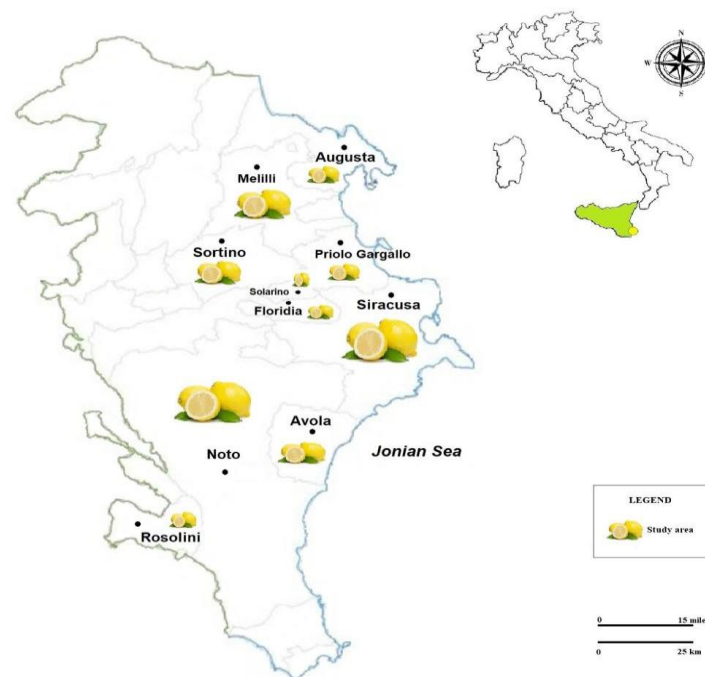 N
W
S
Augusta
Melilli
Sortino
Priolo Gargallo
Solarino
Floridia
Siracusa
Avola
Noto
Jonian Sea
Rosolini
LEGEND
Study area
0 15 mile
0 25 km